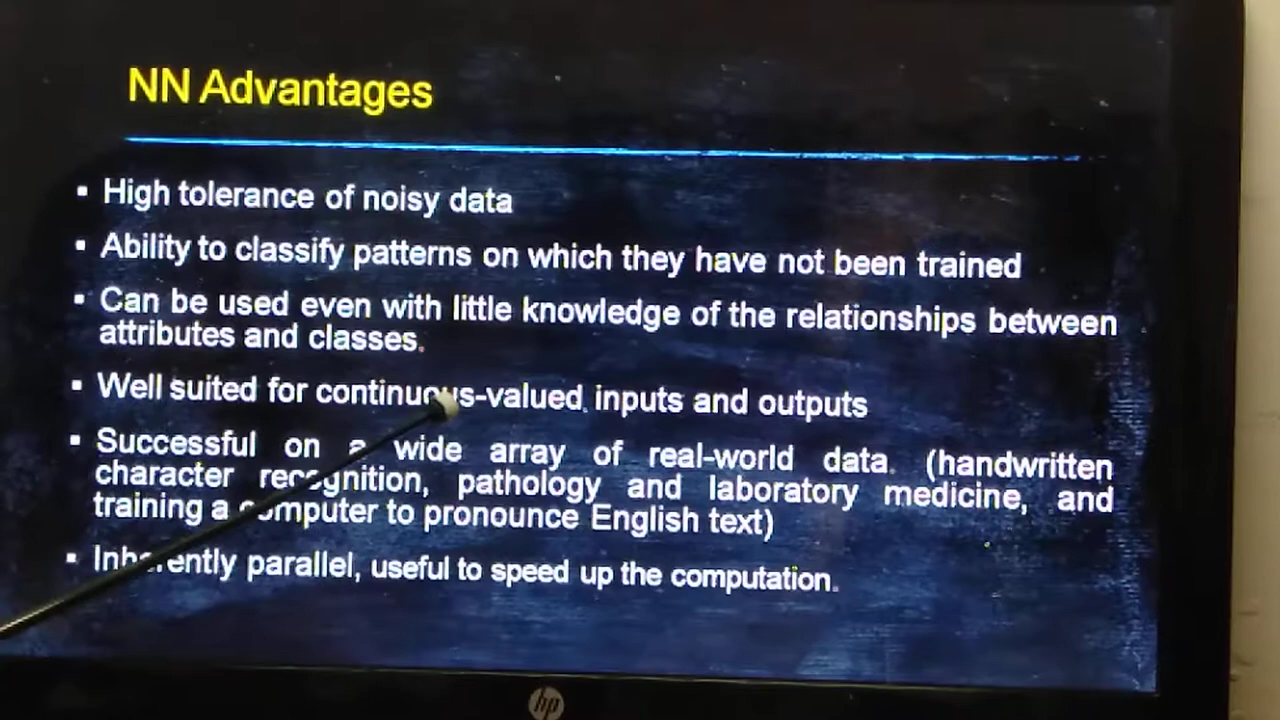 NN Advantages
▪ High tolerance of noisy data
▪ Ability to classify patterns on which they have not been trained
▪ Can be used even with little knowledge of the relationships between
attributes and classes.
▪ Well suited for continuous-valued inputs and outputs
▪ Successful on a wide array of real-world data. (handwritten
character recognition, pathology and laboratory medicine, and
training a computer to pronounce English text)
▪ Inherently parallel, useful to speed up the computation.
hp